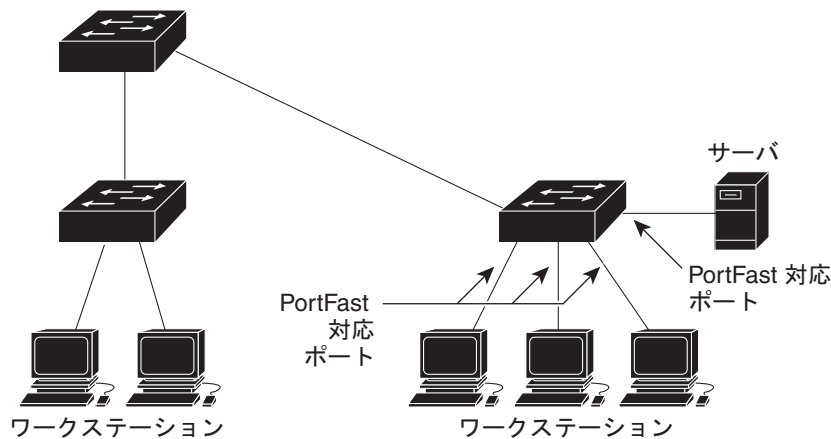 サーバ
PortFast 対応
ポート
PortFast
対応
ポート
ワークステーション
ワークステーション